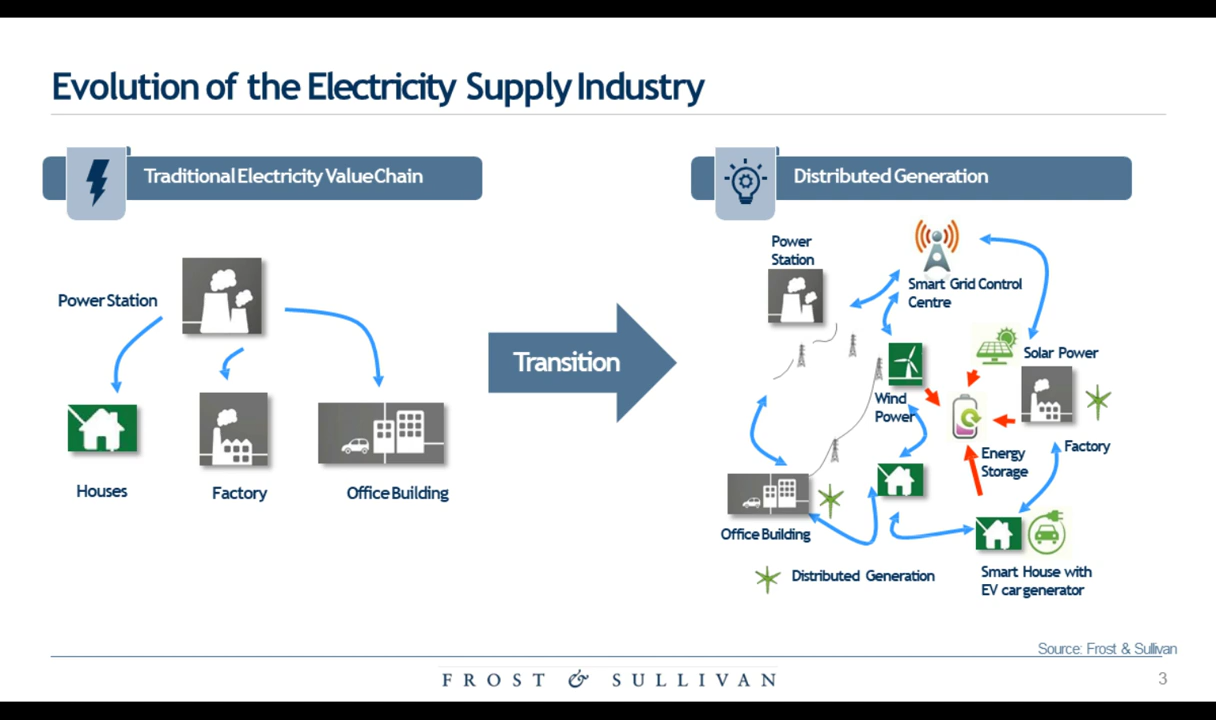 Evolution of the Electricity Supply Industry
Traditional Electricity Value Chain
Power Station
Houses
Factory
Office Building
Transition
Distributed Generation
Power
Station
Smart Grid Control
Centre
Solar Power
Wind
Power
Factory
Energy
Storage
Office Building
Smart House with
EV car generator
Distributed Generation
Source: Frost & Sullivan
FROST & SULLIVAN
3